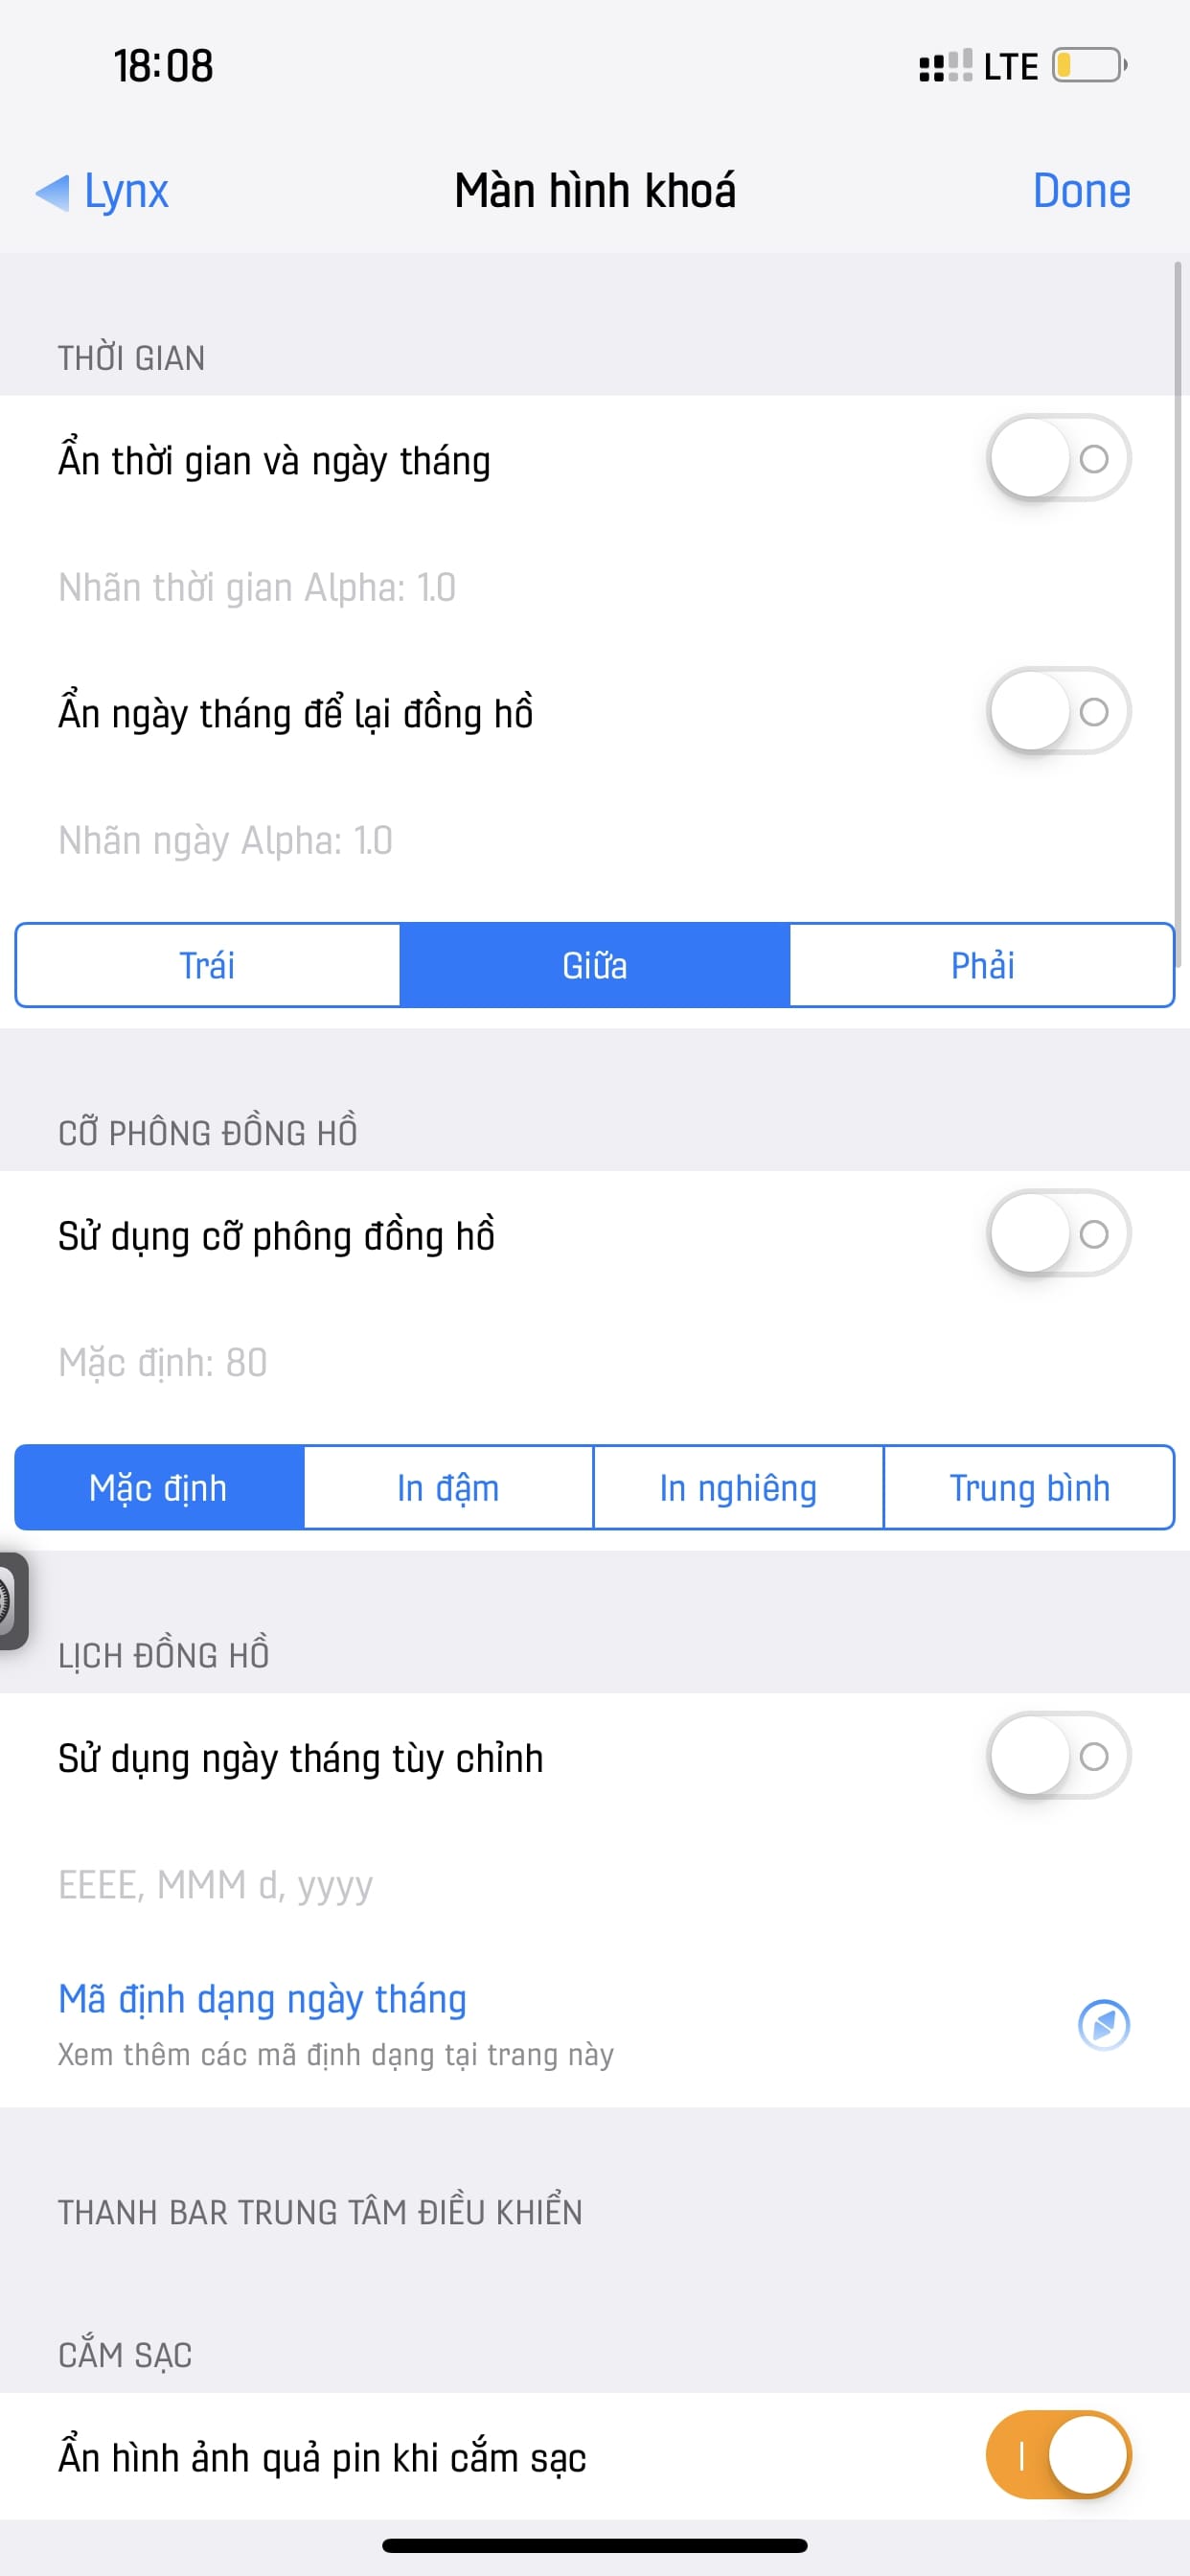 18:08
LTE
Lynx
Màn hình khoá
Done
THỜI GIAN
Ẩn thời gian và ngày tháng
Nhãn thời gian Alpha: 1.0
Ẩn ngày tháng để lại đồng hồ
Nhãn ngày Alpha: 1.0
Trái
Giữa
Phải
CỠ PHÔNG ĐỒNG HỒ
Sử dụng cỡ phông đồng hồ
Mặc định: 80
Mặc định
In đậm
In nghiêng
Trung bình
LỊCH ĐỒNG HỒ
Sử dụng ngày tháng tùy chỉnh
EEEE, MMM d, yyyy
Mã định dạng ngày tháng
Xem thêm các mã định dạng tại trang này
THANH BAR TRUNG TÂM ĐIỀU KHIỂN
CẮM SẠC
Ẩn hình ảnh quả pin khi cắm sạc